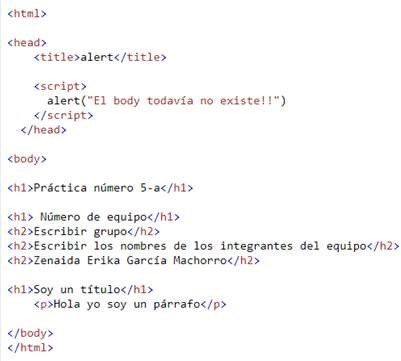 <html>
<head>
<title>alert</title>
<script>
alert("El body todavía no existe!!")
</script>
</head>
<body>
<h1>Práctica número 5-a</h1>
<h1> Número de equipo</h1>
<h2>Escribir grupo</h2>
<h2>Escribir los nombres de los integrantes del equipo</h2>
<h2>Zenaida Erika García Machorro</h2>
<h1>Soy un título</h1>
<p>Hola yo soy un párrafo</p>
</body>
</html>